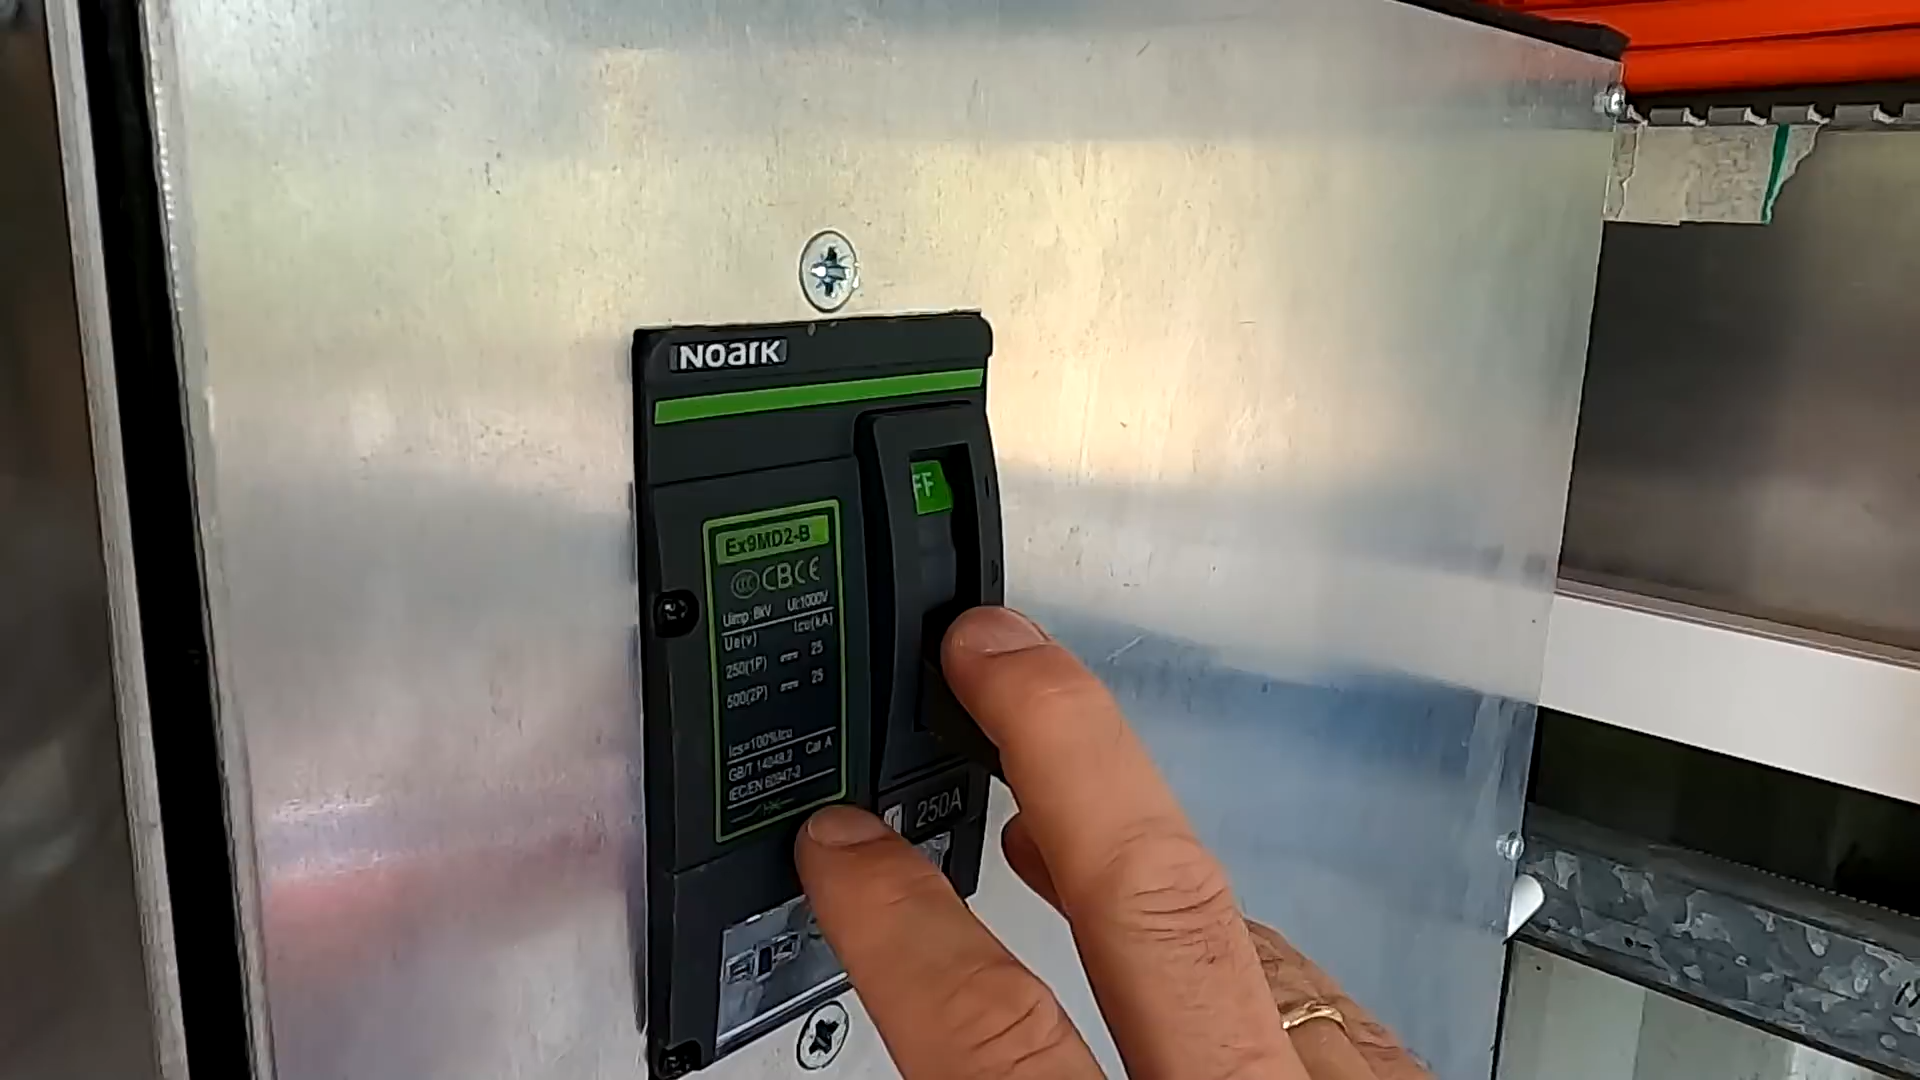 NOARK
FF
Ex9MD2-B
CCC CB CE
Uimp:8kV Ui:1000V
Ue(v) Icu(kA)
250(1P) 25
500(2P) 25
Ics=100%Icu
Cat A
GB/T 14048.2
IEC/EN 60947-2
250A